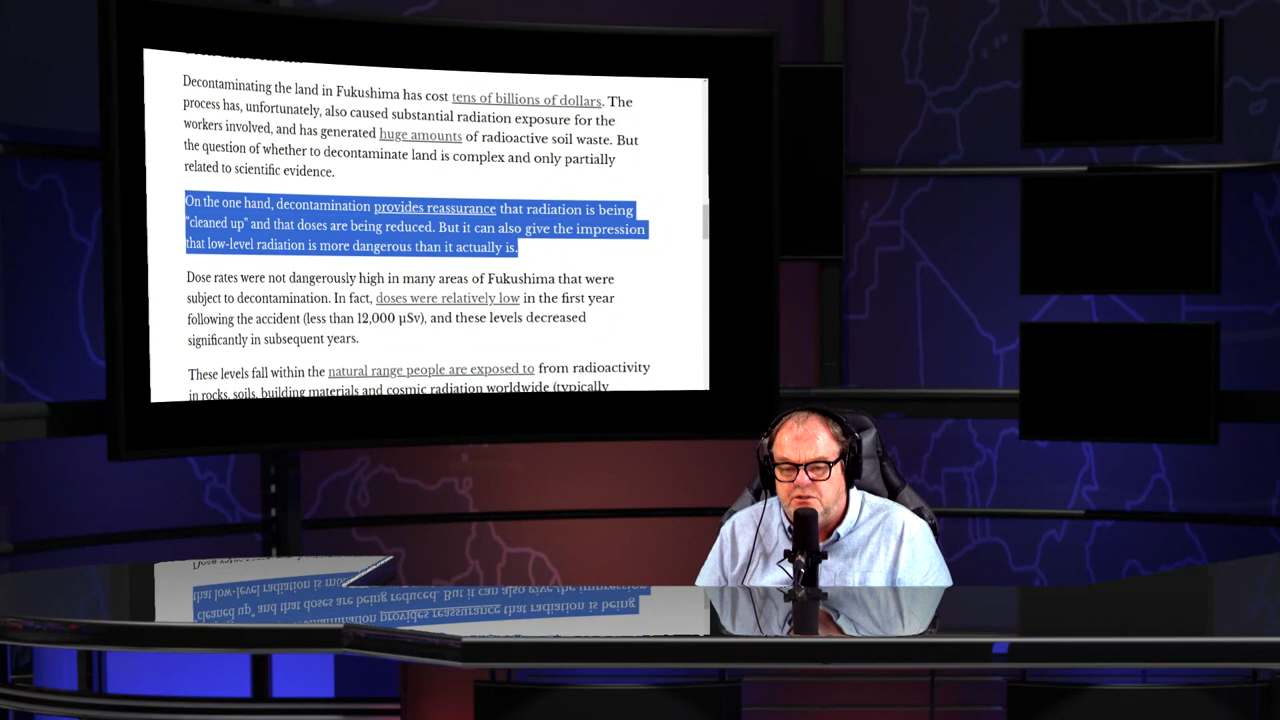 Decontaminating the land in Fukushima has cost tens of billions of dollars. The
process has, unfortunately, also caused substantial radiation exposure for the
workers involved, and has generated huge amounts of radioactive soil waste. But
the question of whether to decontaminate land is complex and only partially
related to scientific evidence.
On the one hand, decontamination provides reassurance that radiation is being
“cleaned up” and that doses are being reduced. But it can also give the impression
that low-level radiation is more dangerous than it actually is.
Dose rates were not dangerously high in many areas of Fukushima that were
subject to decontamination. In fact, doses were relatively low in the first year
following the accident (less than 12,000 µSv), and these levels decreased
significantly in subsequent years.
These levels fall within the natural range people are exposed to from radioactivity
in rocks, soils, building materials and cosmic radiation worldwide (typically